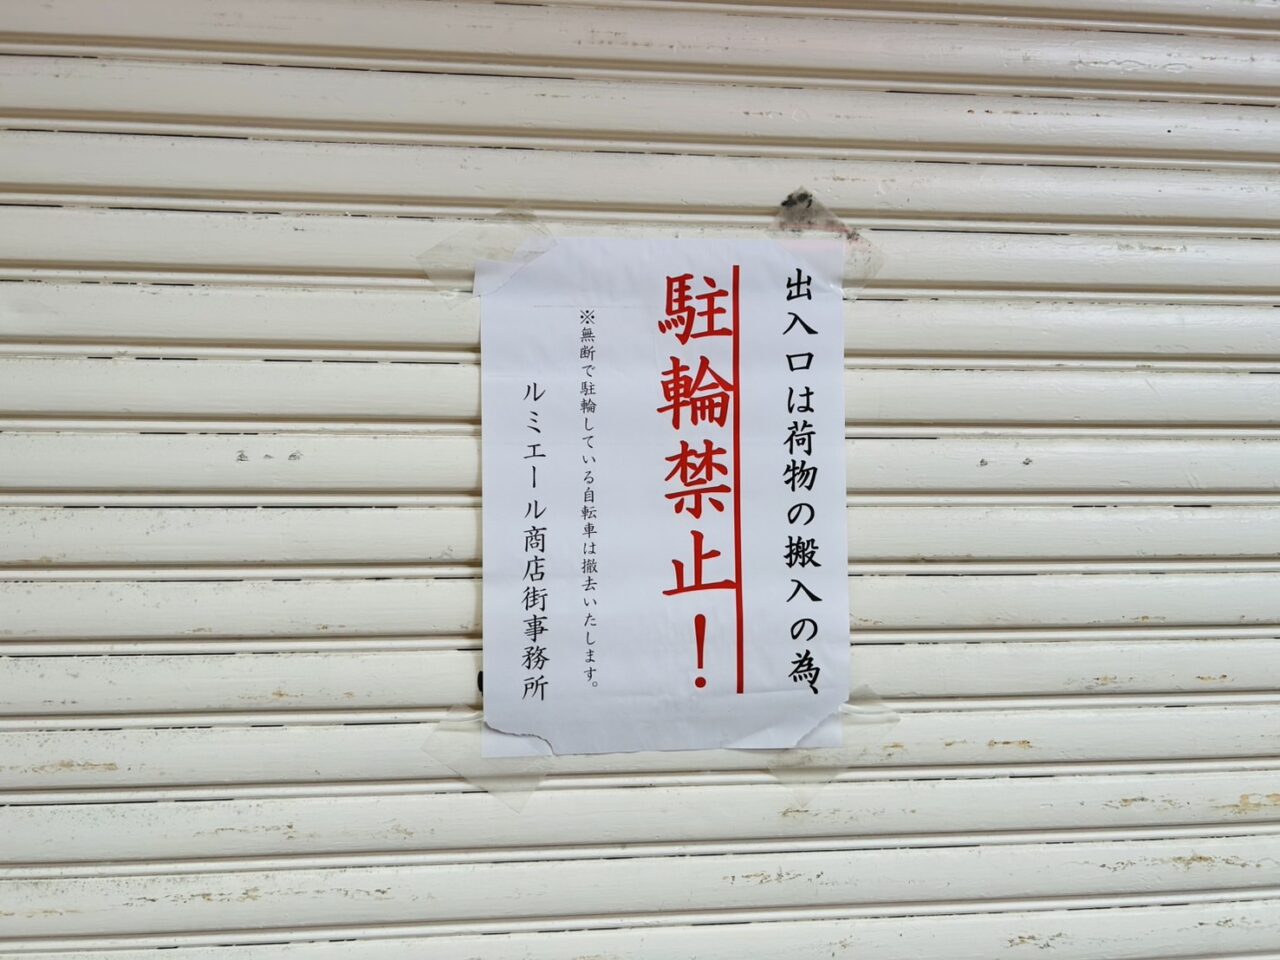 出入口は荷物の搬入の為、
駐輪禁止！
※無断で駐輪している自転車は撤去いたします。
ルミエール商店街事務所